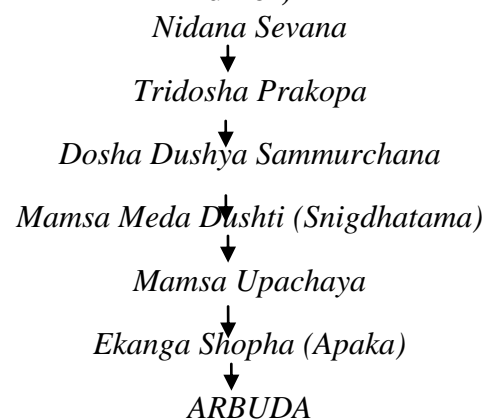 Nidana Sevana
Tridosha Prakopa
Dosha Dushya Sammurchana
Mamsa Meda Dushti (Snigdhatama)
Mamsa Upachaya
Ekanga Shopha (Apaka)
ARBUDA